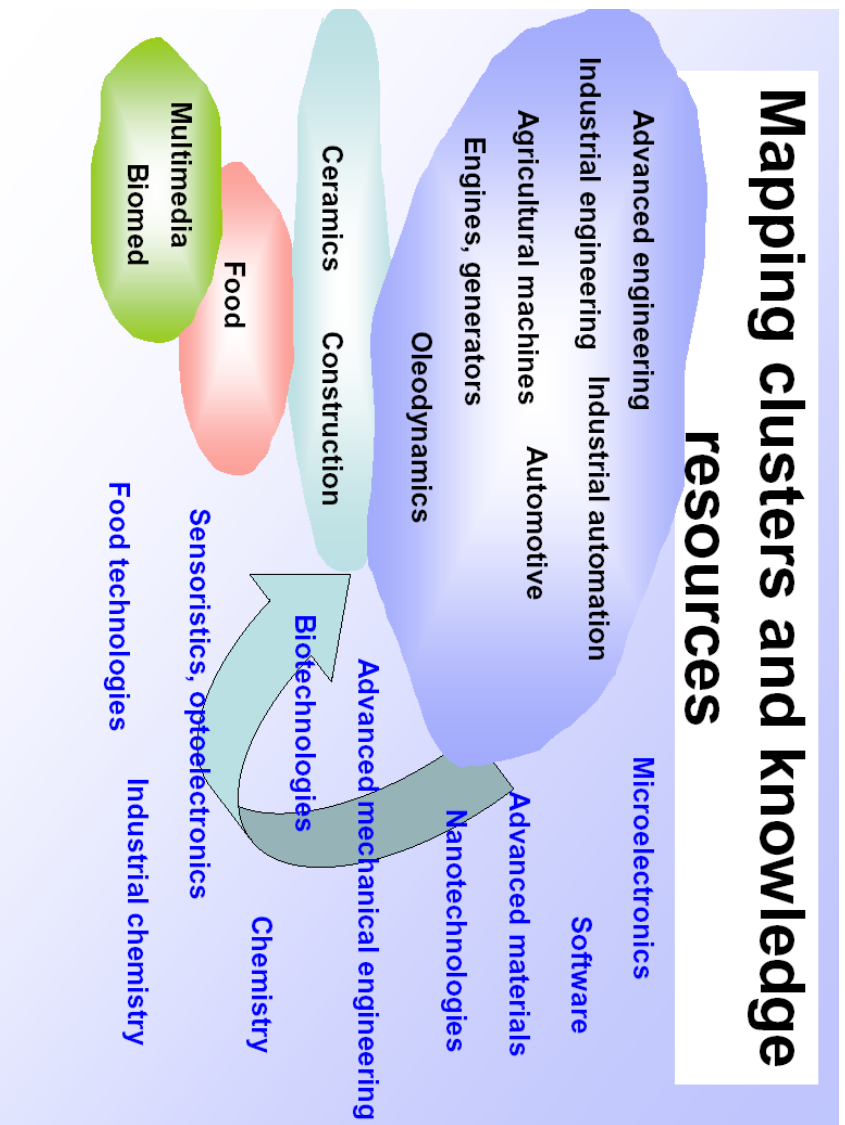 Mapping clusters and knowledge
resources
Advanced engineering
Industrial engineering
Industrial automation
Agricultural machines
Automotive
Engines, generators
Oleodynamics
Ceramics
Construction
Food
Multimedia
Biomed
Microelectronics
Software
Advanced materials
Nanotechnologies
Advanced mechanical engineering
Biotechnologies
Chemistry
Sensoristics, optoelectronics
Industrial chemistry
Food technologies